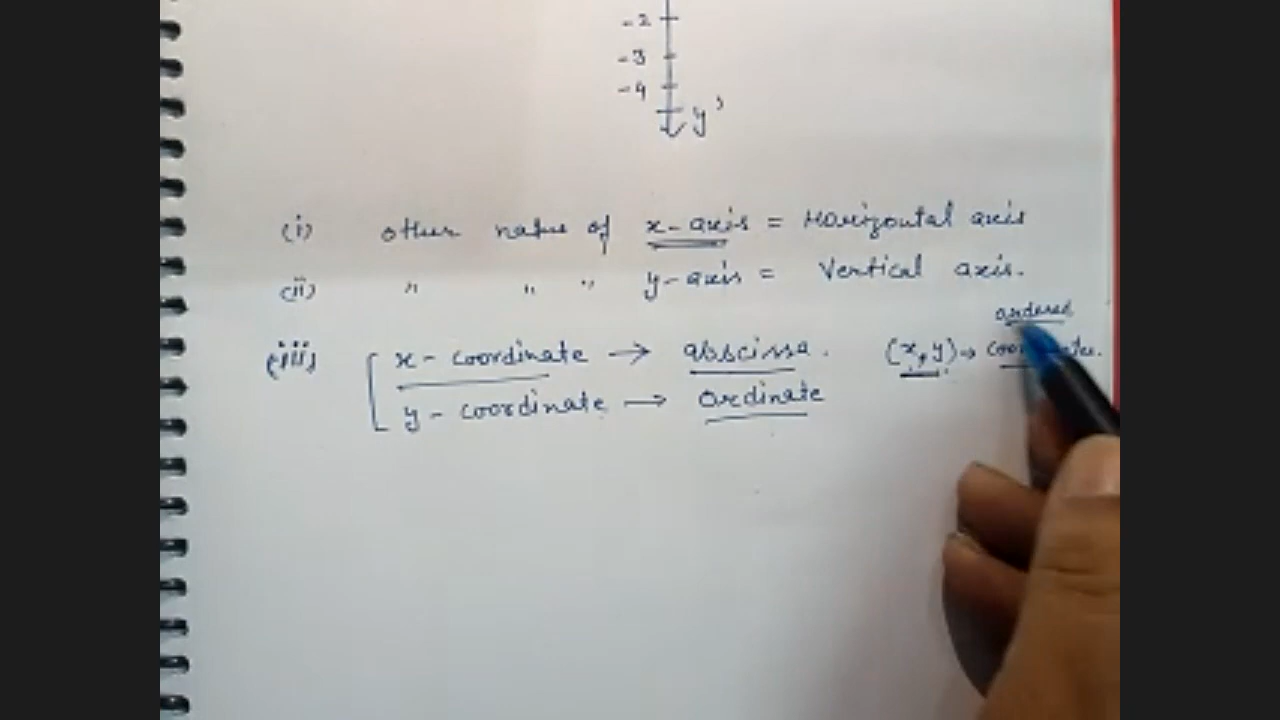 -2
-3
-4
y'
(i) other name of x-axis = Horizontal axis
(ii) " " " y-axis = Vertical axis.
ordered
(iii) x-coordinate → abscissa. (x, y) →
y-coordinate → Ordinate